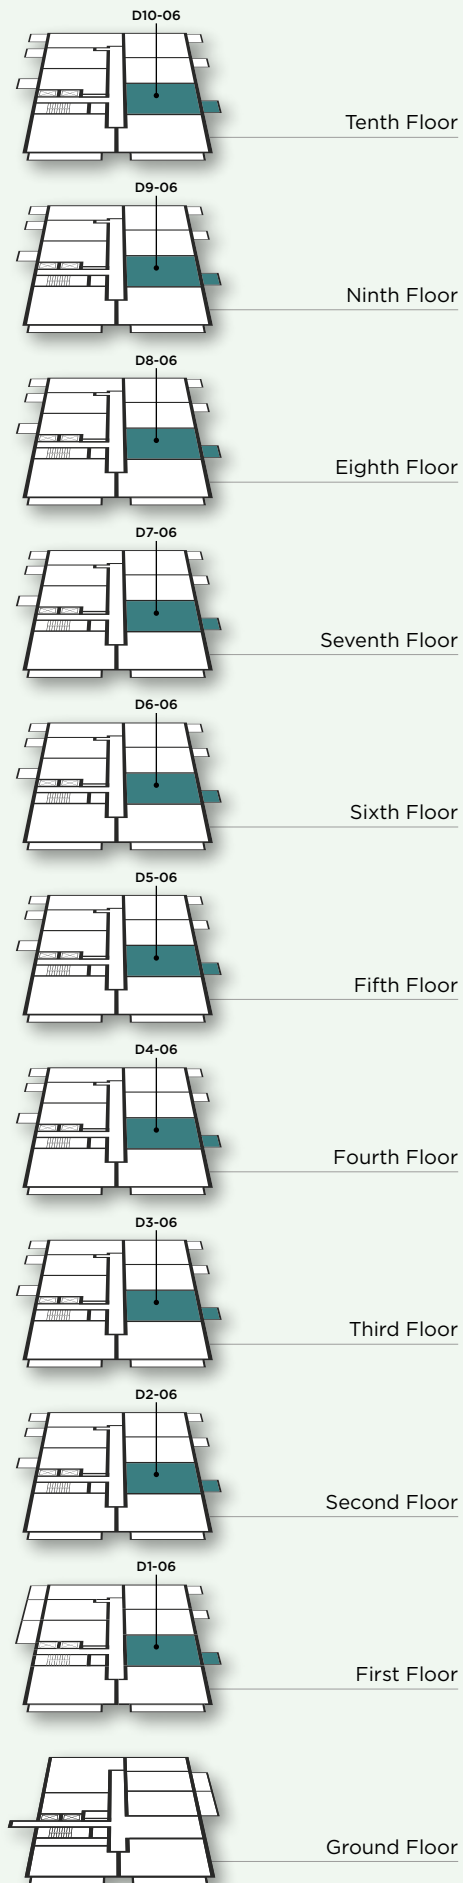 D10-06
Tenth Floor
D9-06
Ninth Floor
D8-06
Eighth Floor
D7-06
Seventh Floor
D6-06
Sixth Floor
D5-06
Fifth Floor
D4-06
Fourth Floor
D3-06
Third Floor
D2-06
Second Floor
D1-06
First Floor
Ground Floor